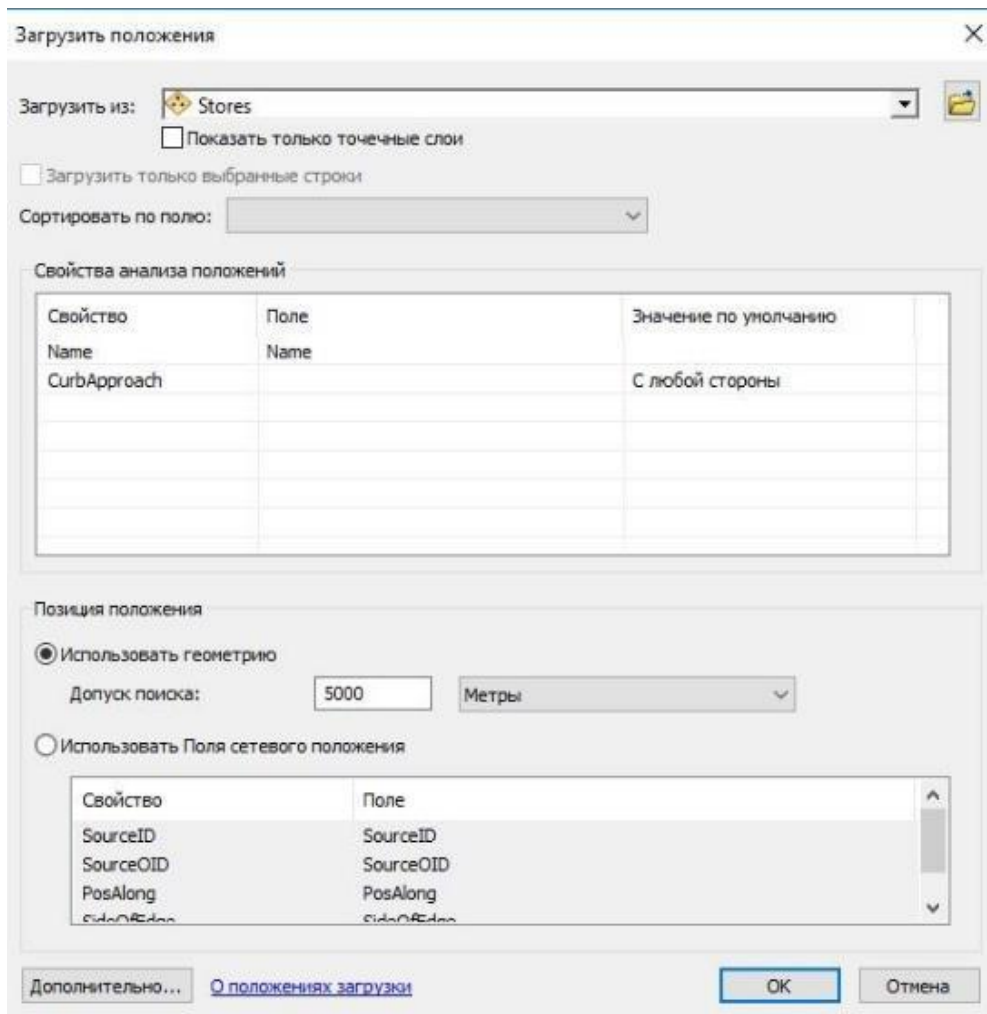 Загрузить положения
Загрузить из: Stores
Показать только точечные слои
Загрузить только выбранные строки
Сортировать по полю:
Свойства анализа положений
Свойство Поле Значение по умолчанию
Name Name
CurbApproach С любой стороны
Позиция положения
Использовать геометрию
Допуск поиска: 5000 Метры
Использовать Поля сетевого положения
Свойство Поле
SourceID SourceID
SourceOID SourceOID
PosAlong PosAlong
SideOfEdge SideOfEdge
Дополнительно... О положениях загрузки OK Отмена